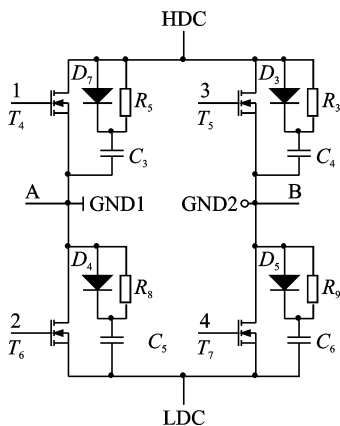 HDC
1 D₇ 3 D₃
T₄ R₅ T₅ R₃
C₃ C₄
A GND1 GND2 B
D₄ D₅
2 R₈ 4 R₉
T₆ C₅ T₇ C₆
LDC